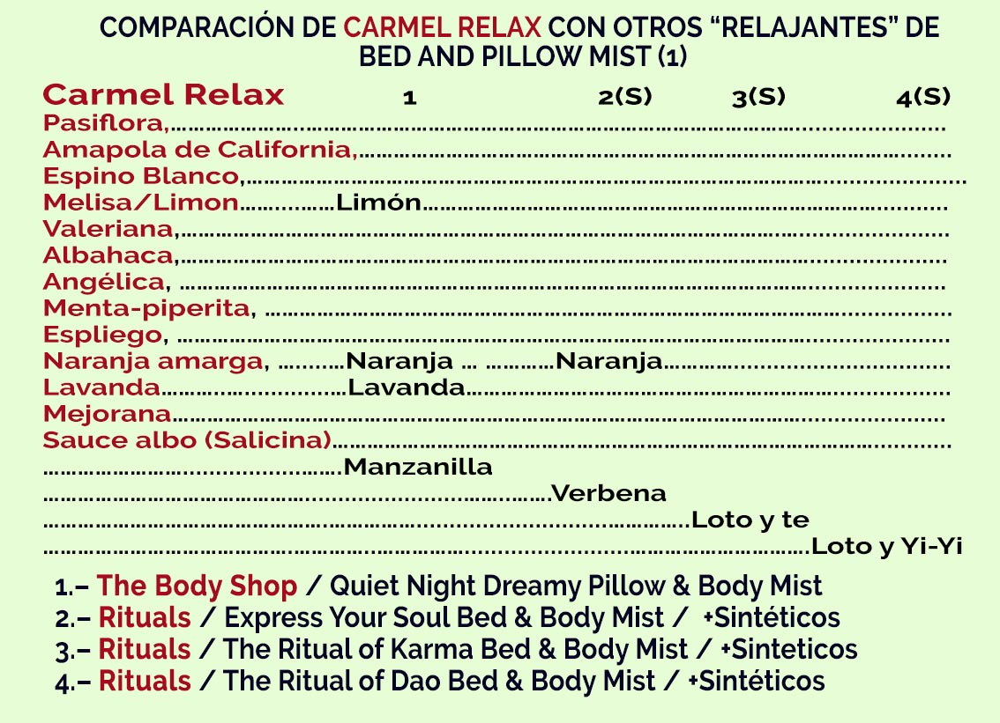 COMPARACIÓN DE CARMEL RELAX CON OTROS “RELAJANTES” DE
BED AND PILLOW MIST (1)
Carmel Relax 1 2(S) 3(S) 4(S)
Pasiflora,........................................
Amapola de California,........................................
Espino Blanco,........................................
Melisa/Limon...............Limón........................................
Valeriana,........................................
Albahaca,........................................
Angélica, ........................................
Menta-piperita, ........................................
Espliego, ........................................
Naranja amarga, ............Naranja ... ............Naranja........................................
Lavanda..............................Lavanda........................................
Mejorana........................................
Sauce albo (Salicina)........................................
........................................Manzanilla
........................................Verbena
........................................Loto y te
........................................Loto y Yi-Yi
1.– The Body Shop / Quiet Night Dreamy Pillow & Body Mist
2.– Rituals / Express Your Soul Bed & Body Mist / +Sintéticos
3.– Rituals / The Ritual of Karma Bed & Body Mist / +Sinteticos
4.– Rituals / The Ritual of Dao Bed & Body Mist / +Sintéticos